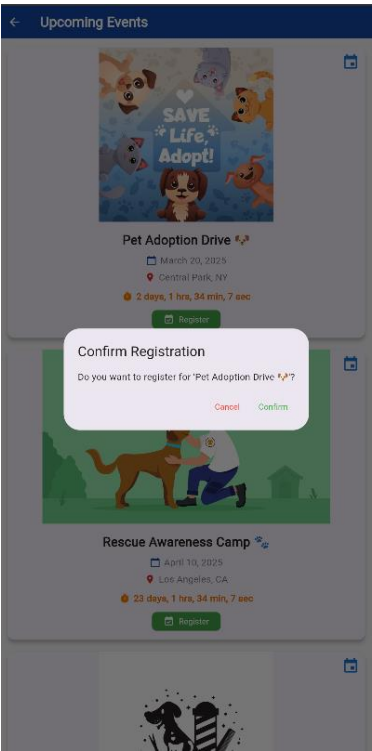 Upcoming Events
SAVE
Life,
Adopt!
Pet Adoption Drive 🐶
March 20, 2025
Central Park, NY
2 days, 1 hrs, 34 min, 7 sec
Register
Confirm Registration
Do you want to register for 'Pet Adoption Drive 🐶'?
Cancel Confirm
Rescue Awareness Camp 🐾
April 10, 2025
Los Angeles, CA
23 days, 1 hrs, 34 min, 7 sec
Register